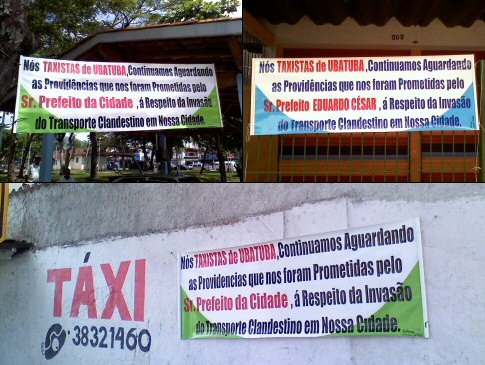 Nós TAXISTAS de UBATUBA,Continuamos Aguardando
as Providências que nos foram Prometidas pelo
Sr. Prefeito da Cidade , á Respeito da Invasão
do Transporte Clandestino em Nossa Cidade.
503
Nós TAXISTAS de UBATUBA,Continuamos Aguardando
as Providências que nos foram Prometidas pelo
Sr. Prefeito EDUARDO CÉSAR , á Respeito da Invasão
do Transporte Clandestino em Nossa Cidade.
TÁXI
38321460
Nós TAXISTAS de UBATUBA,Continuamos Aguardando
as Providencias que nos foram Prometidas pelo
Sr.Prefeito da Cidade , á Respeito da Invasão
do Transporte Clandestino em Nossa Cidade.